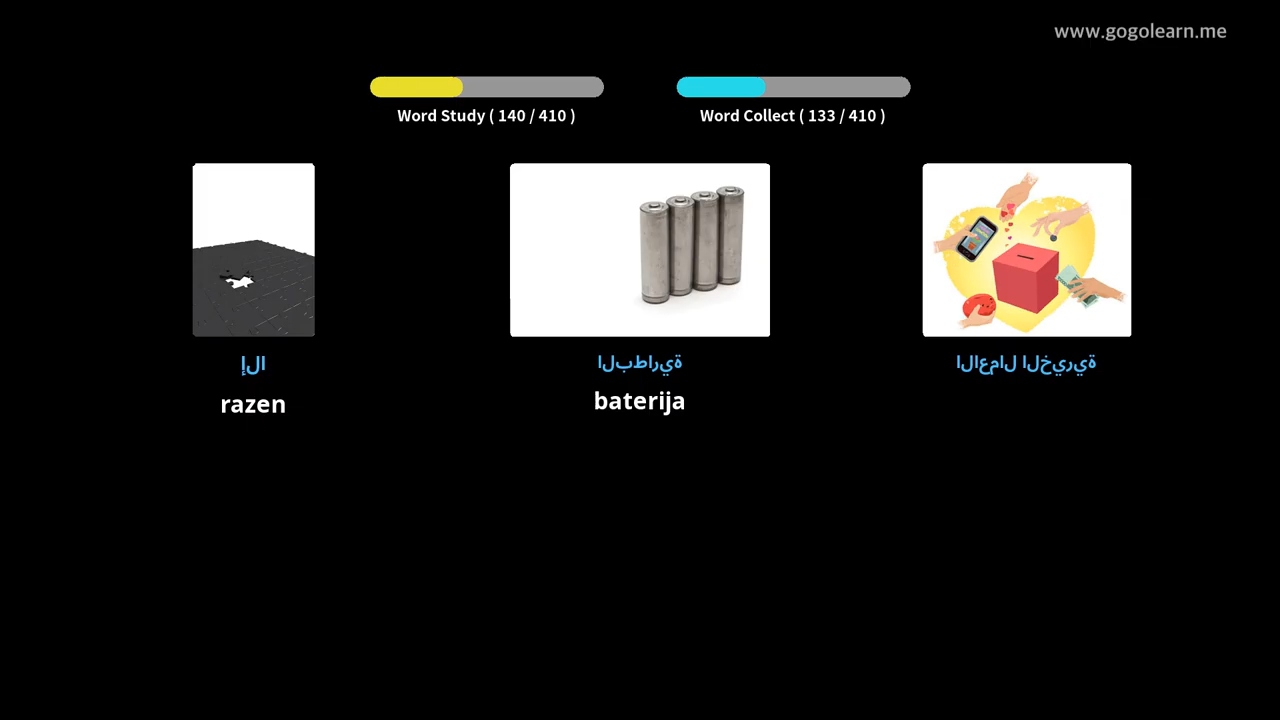 www.gogolearn.me
Word Study ( 140 / 410 )
Word Collect ( 133 / 410 )
إلا
البطارية
الاعمال الخيرية
razen
baterija